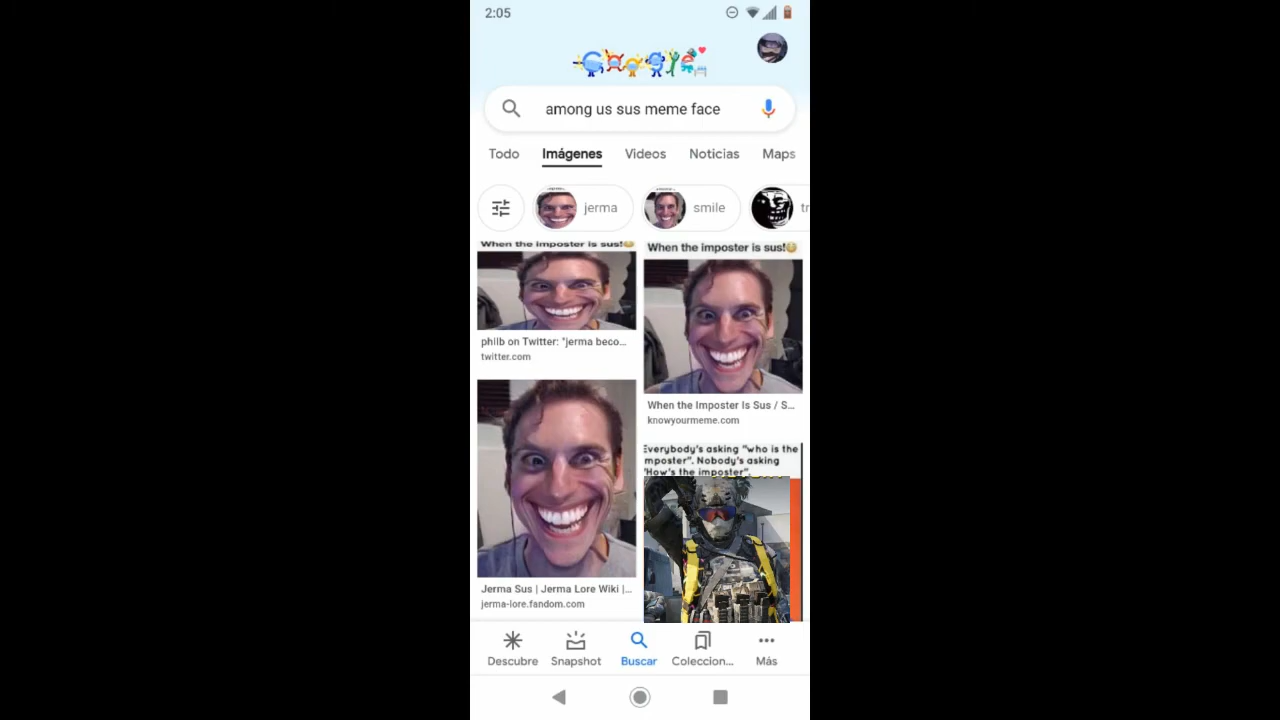 2:05
Google
among us sus meme face
Todo Imágenes Videos Noticias Maps
jerma smile tr
When the imposter is sus!😳
When the imposter is sus!😳
philb on Twitter: "jerma beco...
twitter.com
When the Imposter Is Sus / S...
knowyourmeme.com
Everybody's asking "who is the
mposter". Nobody's asking
"How's the imposter".
Jerma Sus | Jerma Lore Wiki |...
jerma-lore.fandom.com
Descubre Snapshot Buscar Coleccion... Más